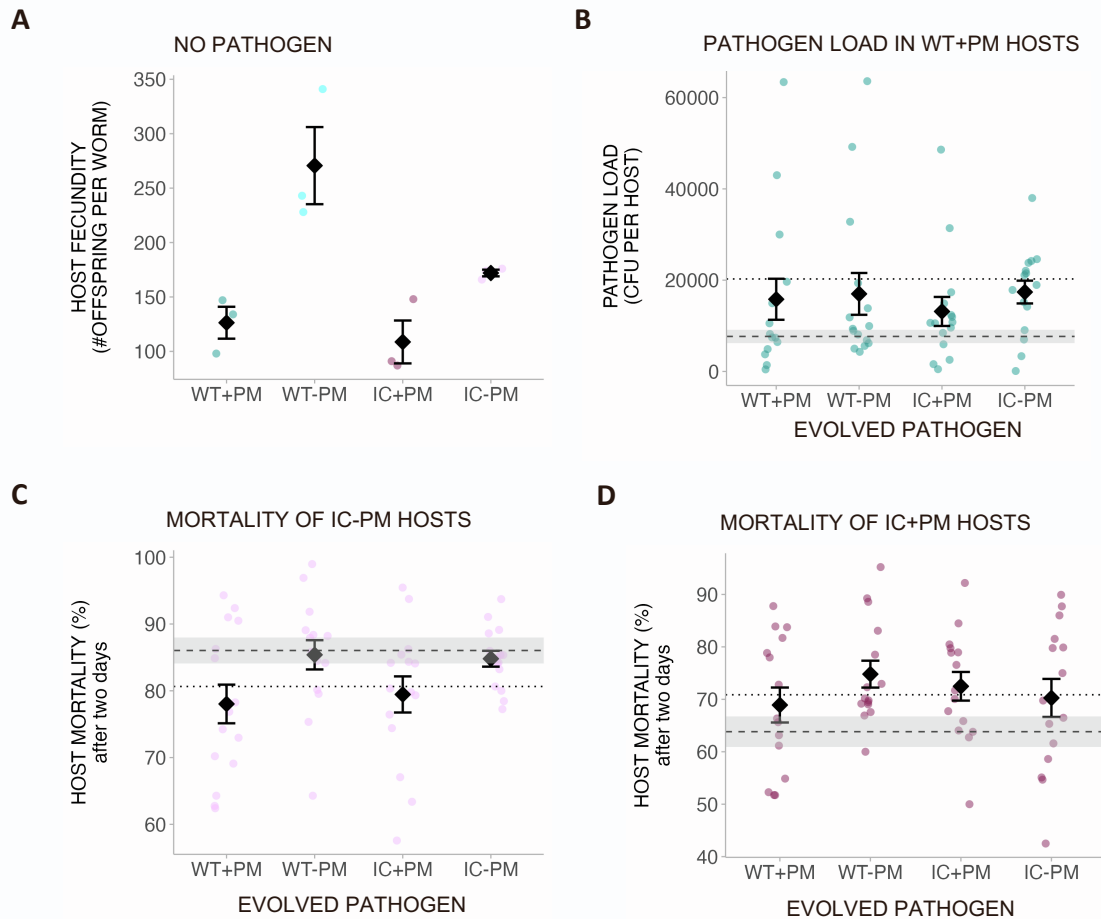 A
NO PATHOGEN
HOST FECUNDITY
(#OFFSPRING PER WORM)
350
300
250
200
150
100
WT+PM WT-PM IC+PM IC-PM
B
PATHOGEN LOAD IN WT+PM HOSTS
PATHOGEN LOAD
(CFU PER HOST)
60000
40000
20000
0
WT+PM WT-PM IC+PM IC-PM
EVOLVED PATHOGEN
C
MORTALITY OF IC-PM HOSTS
HOST MORTALITY (%)
after two days
100
90
80
70
60
WT+PM WT-PM IC+PM IC-PM
EVOLVED PATHOGEN
D
MORTALITY OF IC+PM HOSTS
HOST MORTALITY (%)
after two days
90
80
70
60
50
40
WT+PM WT-PM IC+PM IC-PM
EVOLVED PATHOGEN